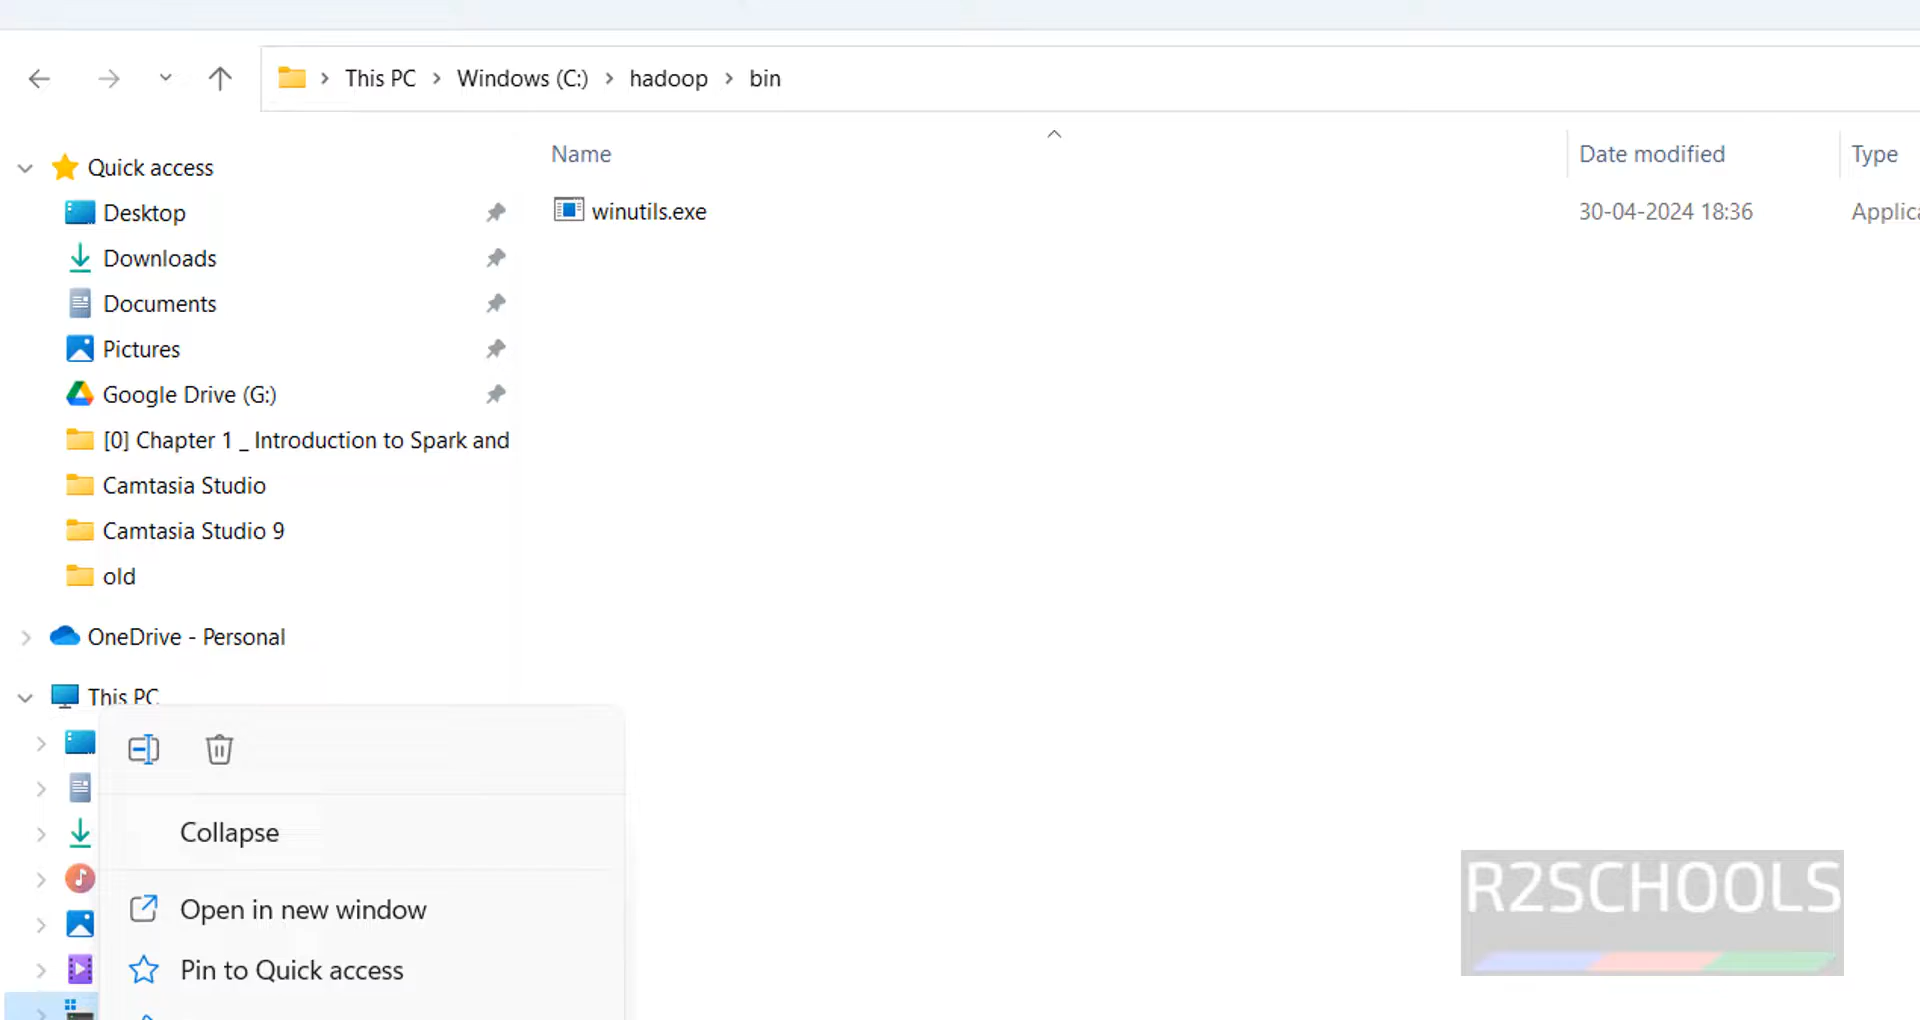 This PC > Windows (C:) > hadoop > bin
Name
Date modified
Type
Quick access
Desktop
Downloads
Documents
Pictures
Google Drive (G:)
[0] Chapter 1 _ Introduction to Spark and
Camtasia Studio
Camtasia Studio 9
old
OneDrive - Personal
This PC
winutils.exe
30-04-2024 18:36
Applica
Collapse
Open in new window
Pin to Quick access
R2SCHOOLS